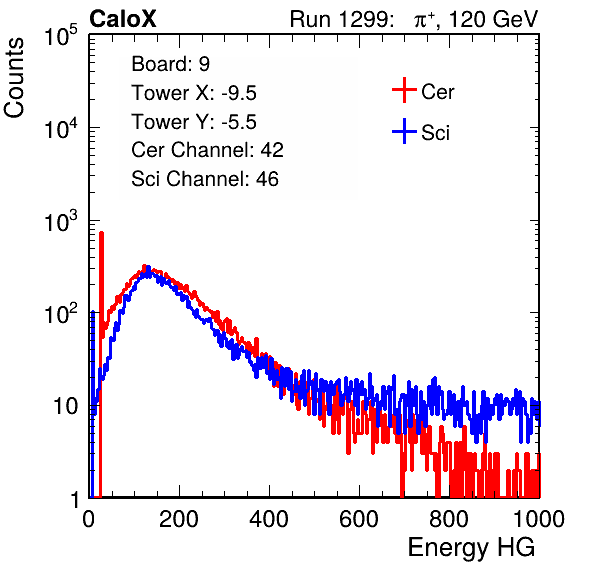 CaloX Run 1299: π⁺, 120 GeV
Counts
10⁵
10⁴
10³
10²
10
1
Board: 9
Tower X: -9.5
Tower Y: -5.5
Cer Channel: 42
Sci Channel: 46
Cer
Sci
0 200 400 600 800 1000
Energy HG